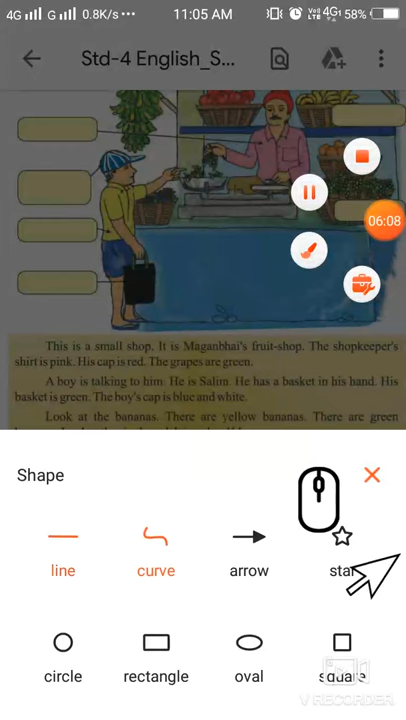 4G G 0.8K/s ••• 11:05 AM VoLTE 4G 58%
Std-4 English_S...
06:08
This is a small shop. It is Maganbhai's fruit-shop. The shopkeeper's
shirt is pink. His cap is red. The grapes are green.
A boy is talking to him. He is Salim. He has a basket in his hand. His
basket is green. The boy's cap is blue and white.
Look at the bananas. There are yellow bananas. There are green
Shape
line curve arrow star
circle rectangle oval square
V RECORDER